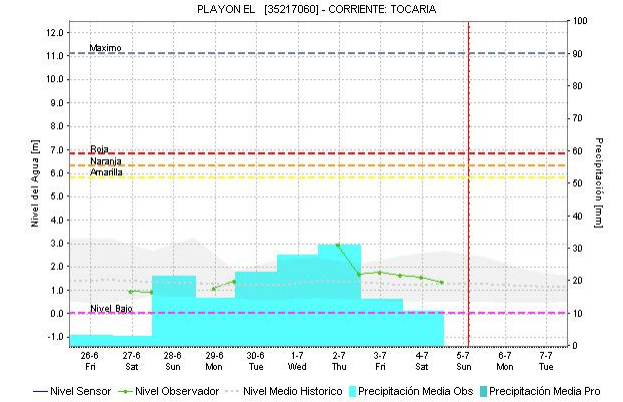 PLAYON EL [35217060] - CORRIENTE: TOCARIA
12.0
11.0
10.0
9.0
8.0
7.0
6.0
5.0
4.0
3.0
2.0
1.0
0.0
-1.0
Nivel del Agua [m]
Maximo
Roja
Naranja
Amarilla
Nivel Bajo
100
90
80
70
60
50
40
30
20
10
0
Precipitación [mm]
26-6 27-6 28-6 29-6 30-6 1-7 2-7 3-7 4-7 5-7 6-7 7-7
Fri Sat Sun Mon Tue Wed Thu Fri Sat Sun Mon Tue
Nivel Sensor Nivel Observador Nivel Medio Historico Precipitación Media Obs Precipitación Media Pro